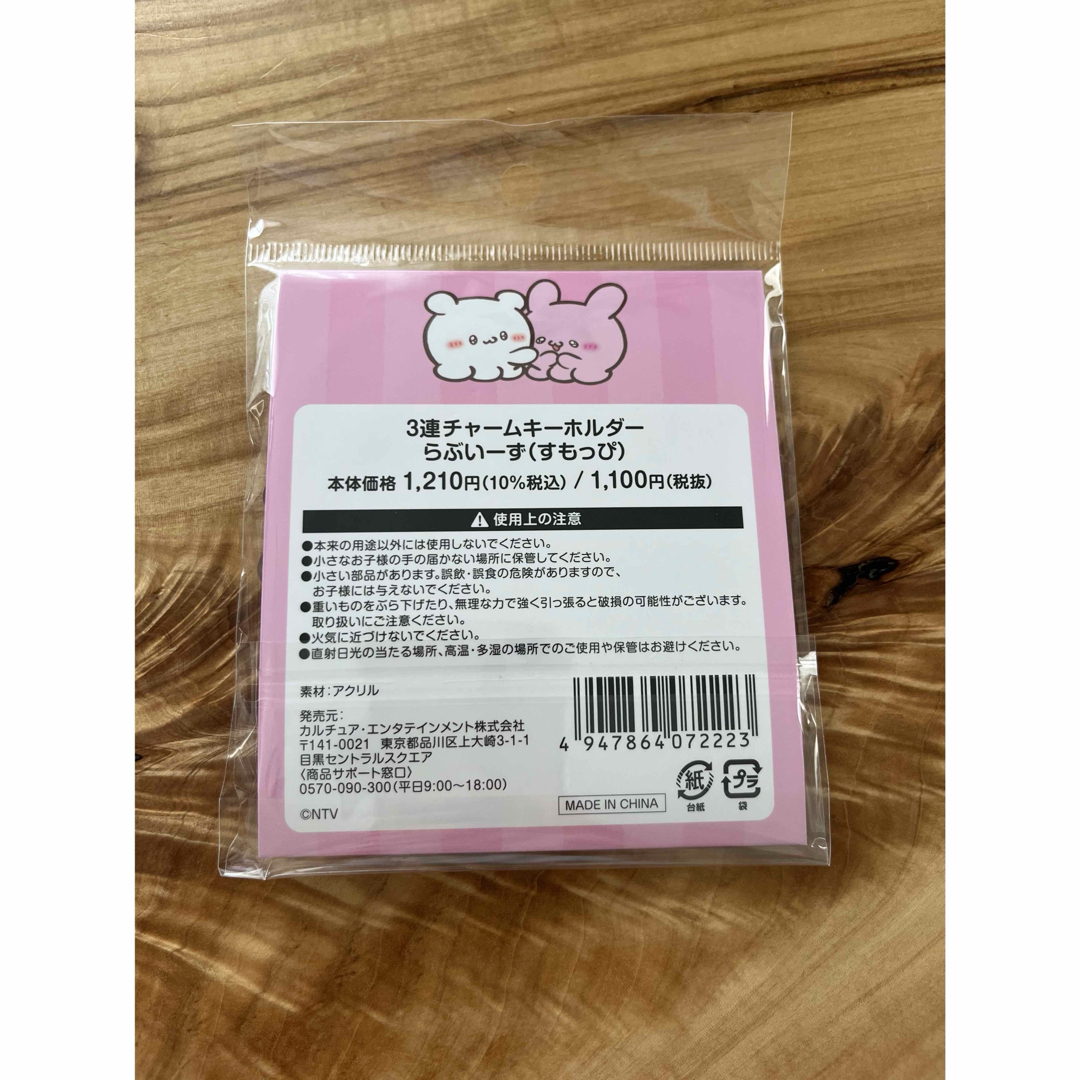 3連チャームキーホルダー
らぶいーず(すもっぴ)
本体価格 1,210円(10%税込) / 1,100円(税抜)
使用上の注意
●本来の用途以外には使用しないでください。
●小さなお子様の手の届かない場所に保管してください。
●小さい部品があります。誤飲・誤食の危険がありますので、
お子様には与えないでください。
●重いものをぶら下げたり、無理な力で強く引っ張ると破損の可能性がございます。
取り扱いにご注意ください。
●火気に近づけないでください。
●直射日光の当たる場所、高温・多湿の場所でのご使用や保管はお避けください。
素材:アクリル
発売元:
カルチュア・エンタテインメント株式会社
〒141-0021 東京都品川区上大崎3-1-1
目黒セントラルスクエア
〈商品サポート窓口〉
0570-090-300(平日9:00〜18:00)
©NTV
4 947864 072223
MADE IN CHINA
紙
台紙
プラ
袋